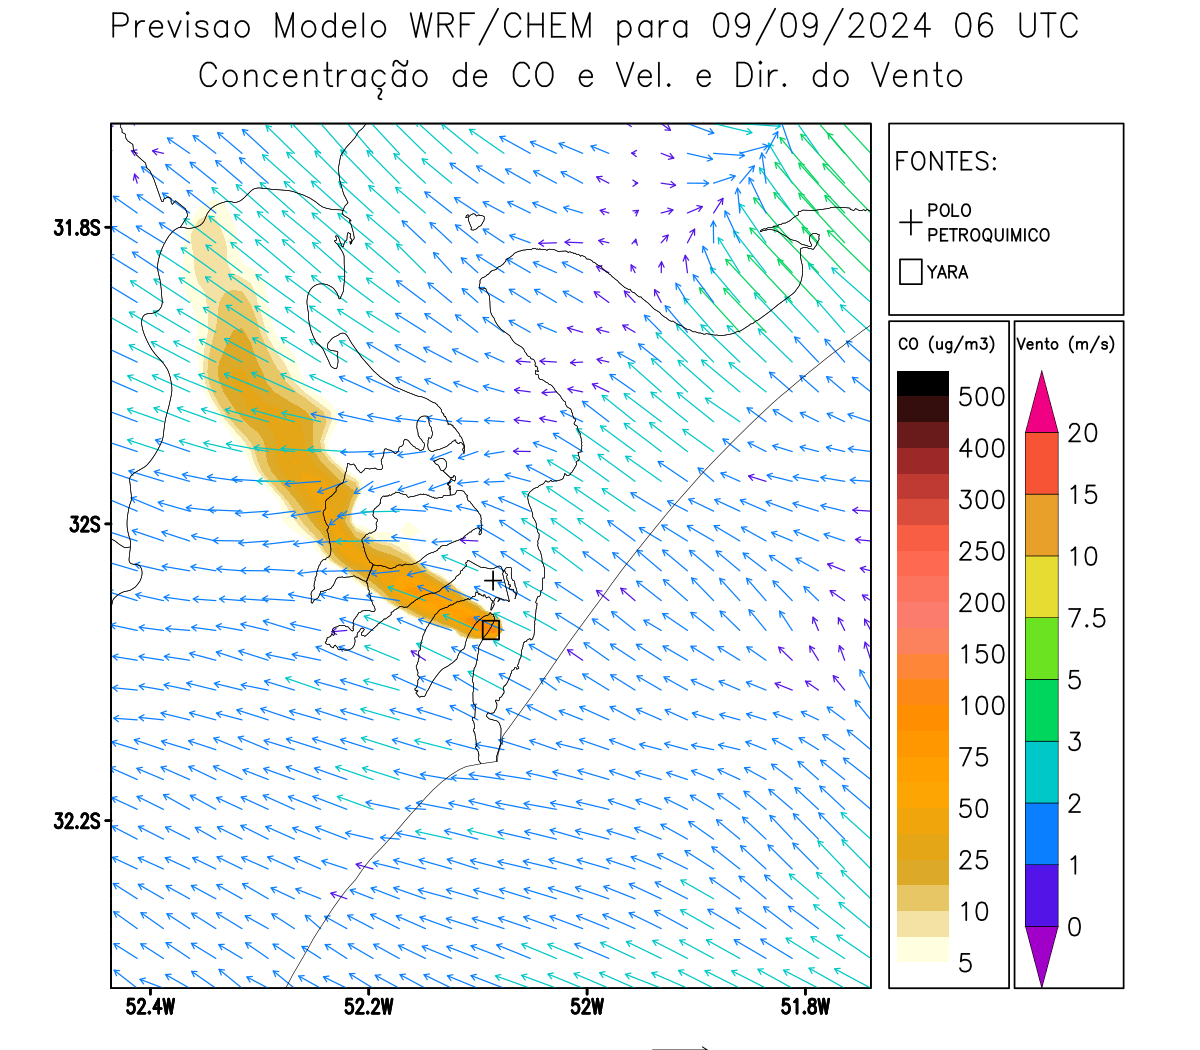 Previsao Modelo WRF/CHEM para 09/09/2024 06 UTC
Concentração de CO e Vel. e Dir. do Vento
FONTES:
POLO
PETROQUIMICO
YARA
CO (ug/m3)
500
400
300
250
200
150
100
75
50
25
10
5
Vento (m/s)
20
15
10
7.5
5
3
2
1
0
31.8S
32S
32.2S
52.4W
52.2W
52W
51.8W